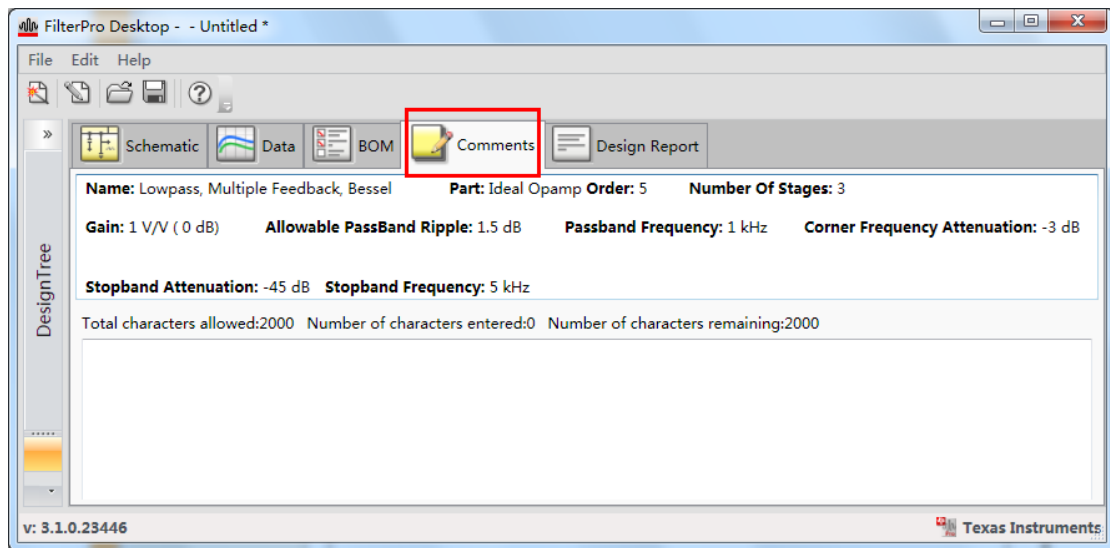 FilterPro Desktop - - Untitled *
File Edit Help
»
Schematic Data BOM Comments Design Report
Name: Lowpass, Multiple Feedback, Bessel Part: Ideal Opamp Order: 5 Number Of Stages: 3
Gain: 1 V/V ( 0 dB) Allowable PassBand Ripple: 1.5 dB Passband Frequency: 1 kHz Corner Frequency Attenuation: -3 dB
Stopband Attenuation: -45 dB Stopband Frequency: 5 kHz
DesignTree
Total characters allowed:2000 Number of characters entered:0 Number of characters remaining:2000
v: 3.1.0.23446 Texas Instruments